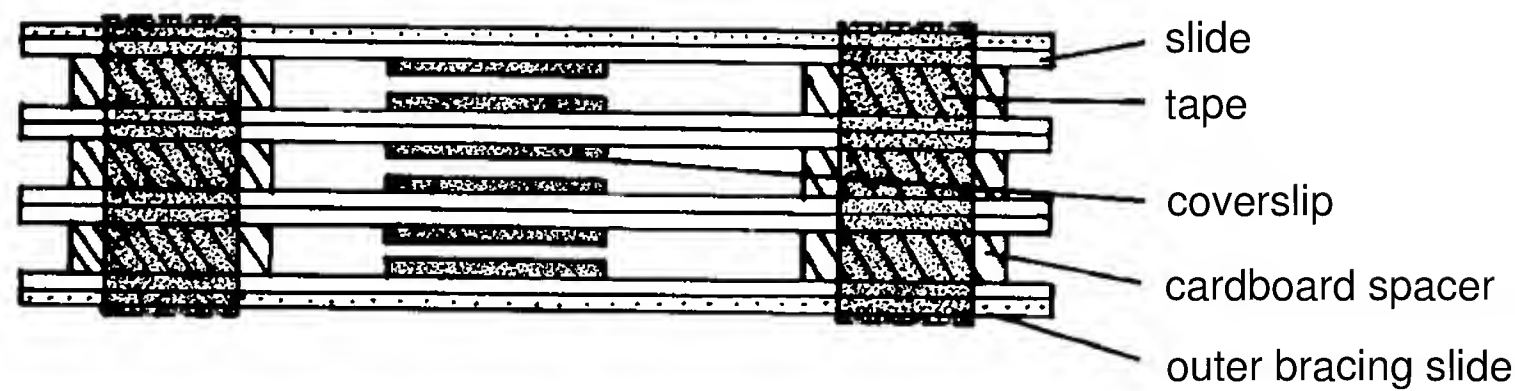 slide
tape
coverslip
cardboard spacer
outer bracing slide